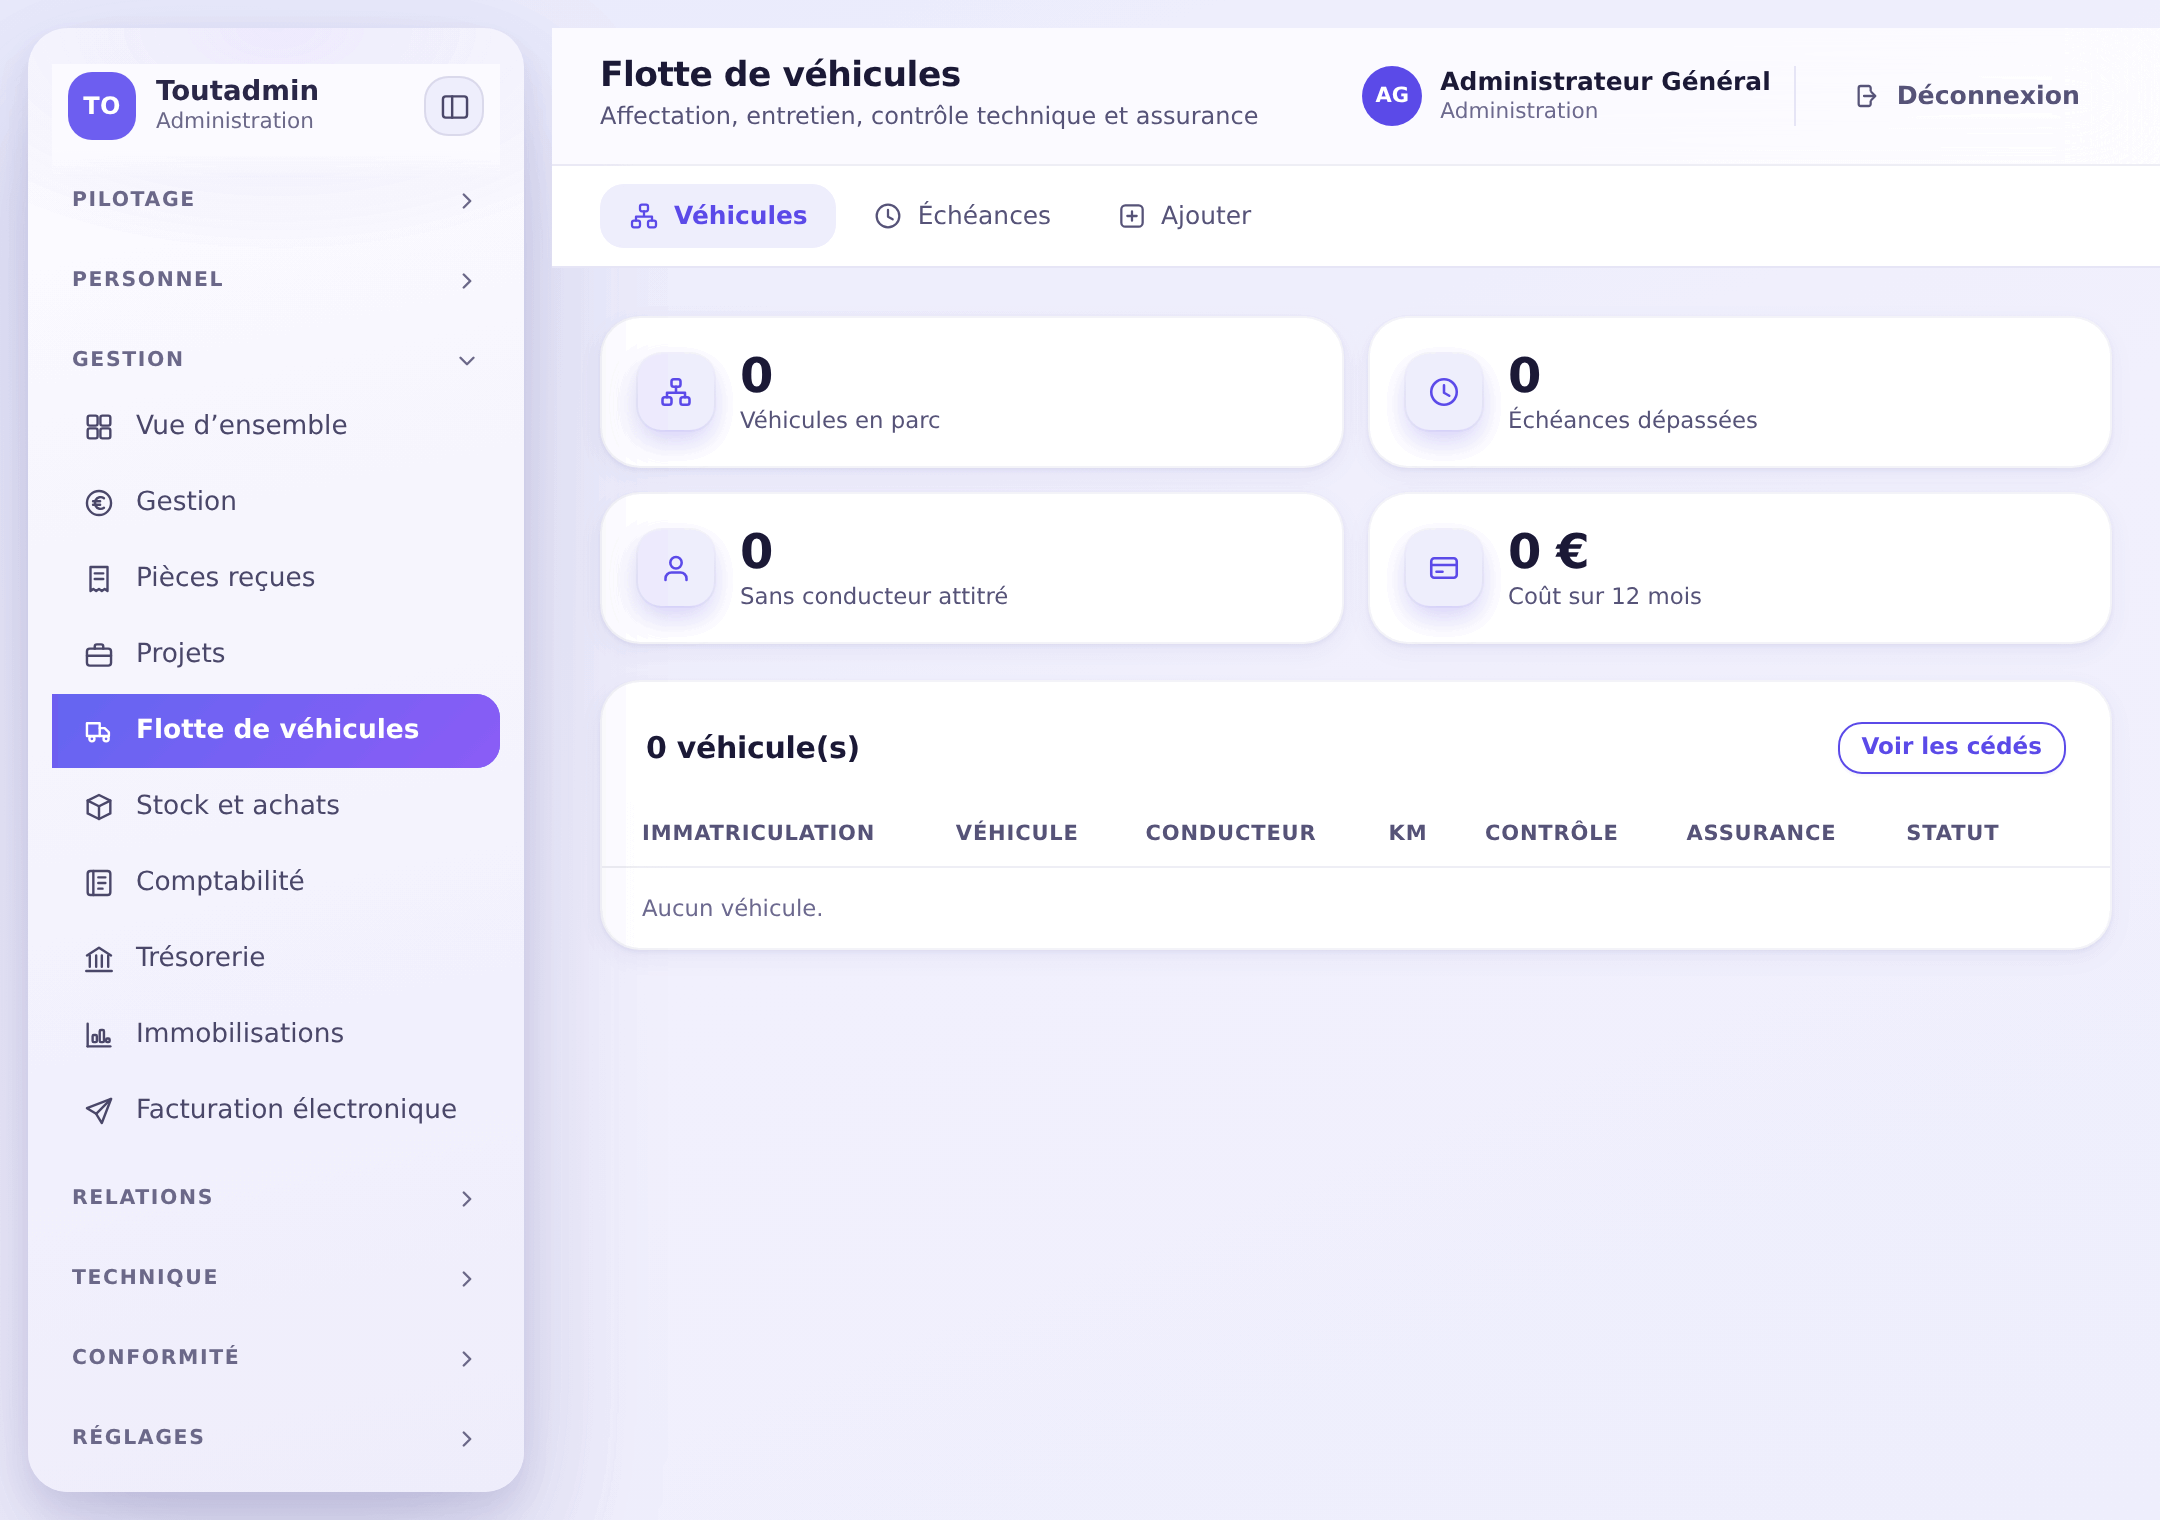 TO
Toutadmin
Administration
PILOTAGE
PERSONNEL
GESTION
Vue d’ensemble
Gestion
Pièces reçues
Projets
Flotte de véhicules
Stock et achats
Comptabilité
Trésorerie
Immobilisations
Facturation électronique
RELATIONS
TECHNIQUE
CONFORMITÉ
RÉGLAGES
Flotte de véhicules
Affectation, entretien, contrôle technique et assurance
AG
Administrateur Général
Administration
Déconnexion
Véhicules
Échéances
Ajouter
0
Véhicules en parc
0
Échéances dépassées
0
Sans conducteur attitré
0 €
Coût sur 12 mois
0 véhicule(s)
Voir les cédés
IMMATRICULATION VÉHICULE CONDUCTEUR KM CONTRÔLE ASSURANCE STATUT
Aucun véhicule.